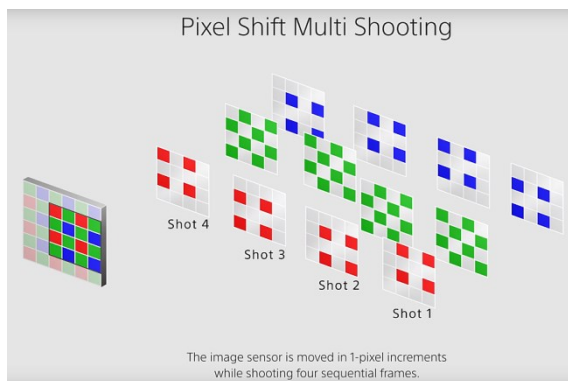 Pixel Shift Multi Shooting
Shot 4
Shot 3
Shot 2
Shot 1
The image sensor is moved in 1-pixel increments
while shooting four sequential frames.